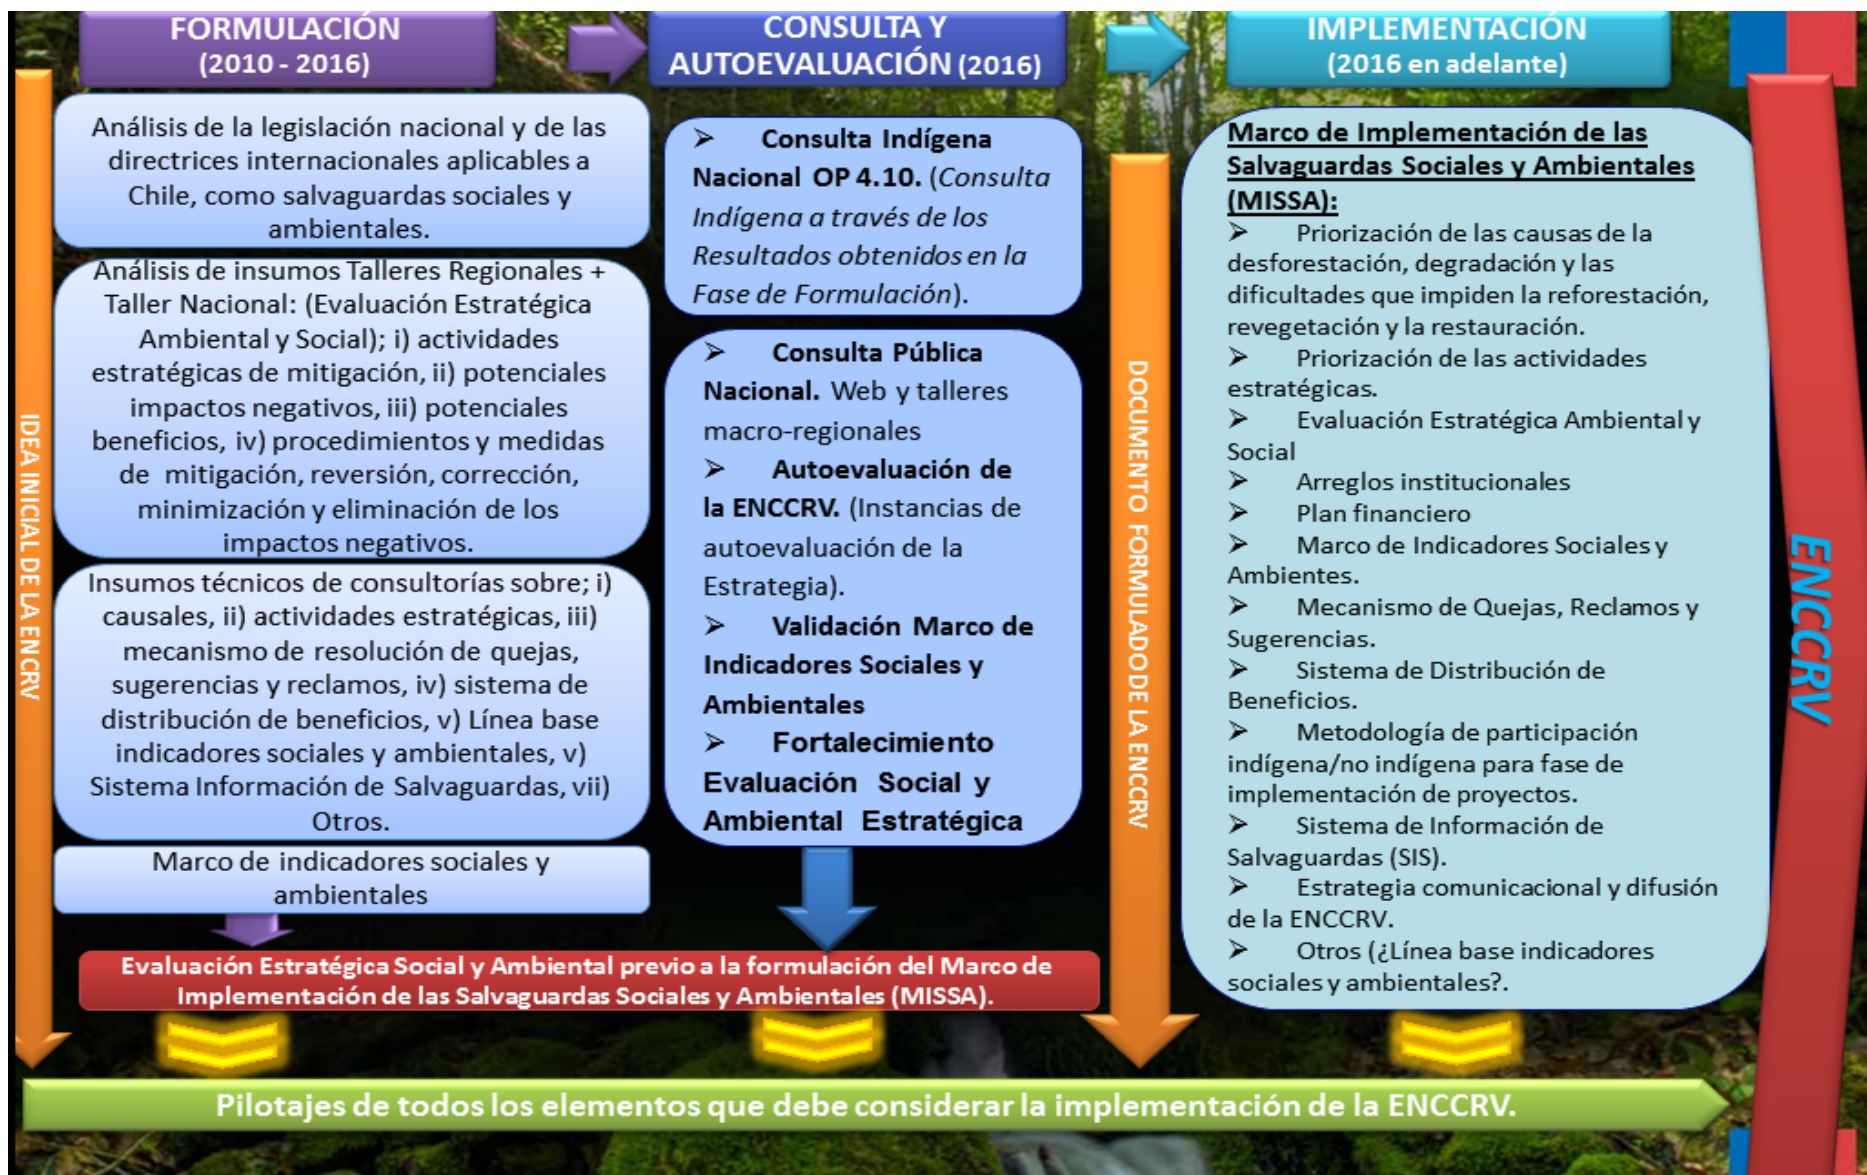 FORMULACIÓN
(2010 - 2016)
CONSULTA Y
AUTOEVALUACIÓN (2016)
IMPLEMENTACIÓN
(2016 en adelante)
IDEA INICIAL DE LA ENCRV
Análisis de la legislación nacional y de las
directrices internacionales aplicables a
Chile, como salvaguardas sociales y
ambientales.
Análisis de insumos Talleres Regionales +
Taller Nacional: (Evaluación Estratégica
Ambiental y Social); i) actividades
estratégicas de mitigación, ii) potenciales
impactos negativos, iii) potenciales
beneficios, iv) procedimientos y medidas
de mitigación, reversión, corrección,
minimización y eliminación de los
impactos negativos.
Insumos técnicos de consultorías sobre; i)
causales, ii) actividades estratégicas, iii)
mecanismo de resolución de quejas,
sugerencias y reclamos, iv) sistema de
distribución de beneficios, v) Línea base
indicadores sociales y ambientales, v)
Sistema Información de Salvaguardas, vii)
Otros.
Marco de indicadores sociales y
ambientales
➢ Consulta Indígena
Nacional OP 4.10. (Consulta
Indígena a través de los
Resultados obtenidos en la
Fase de Formulación).
➢ Consulta Pública
Nacional. Web y talleres
macro-regionales
➢ Autoevaluación de
la ENCCRV. (Instancias de
autoevaluación de la
Estrategia).
➢ Validación Marco de
Indicadores Sociales y
Ambientales
➢ Fortalecimiento
Evaluación Social y
Ambiental Estratégica
Evaluación Estratégica Social y Ambiental previo a la formulación del Marco de
Implementación de las Salvaguardas Sociales y Ambientales (MISSA).
DOCUMENTO FORMULADODE LA ENCCRV
Marco de Implementación de las
Salvaguardas Sociales y Ambientales
(MISSA):
➢ Priorización de las causas de la
desforestación, degradación y las
dificultades que impiden la reforestación,
revegetación y la restauración.
➢ Priorización de las actividades
estratégicas.
➢ Evaluación Estratégica Ambiental y
Social
➢ Arreglos institucionales
➢ Plan financiero
➢ Marco de Indicadores Sociales y
Ambientes.
➢ Mecanismo de Quejas, Reclamos y
Sugerencias.
➢ Sistema de Distribución de
Beneficios.
➢ Metodología de participación
indígena/no indígena para fase de
implementación de proyectos.
➢ Sistema de Información de
Salvaguardas (SIS).
➢ Estrategia comunicacional y difusión
de la ENCCRV.
➢ Otros (¿Línea base indicadores
sociales y ambientales?.
ENCCRV
Pilotajes de todos los elementos que debe considerar la implementación de la ENCCRV.